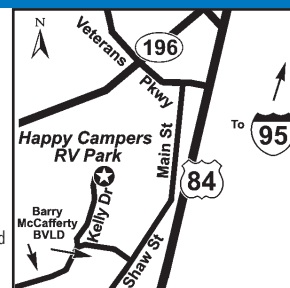 N
Veterans
Pkwy
196
To
95
Happy Campers
RV Park
Main St
84
Kelly Dr
Barry
McCafferty
BVLD
Shaw St
d